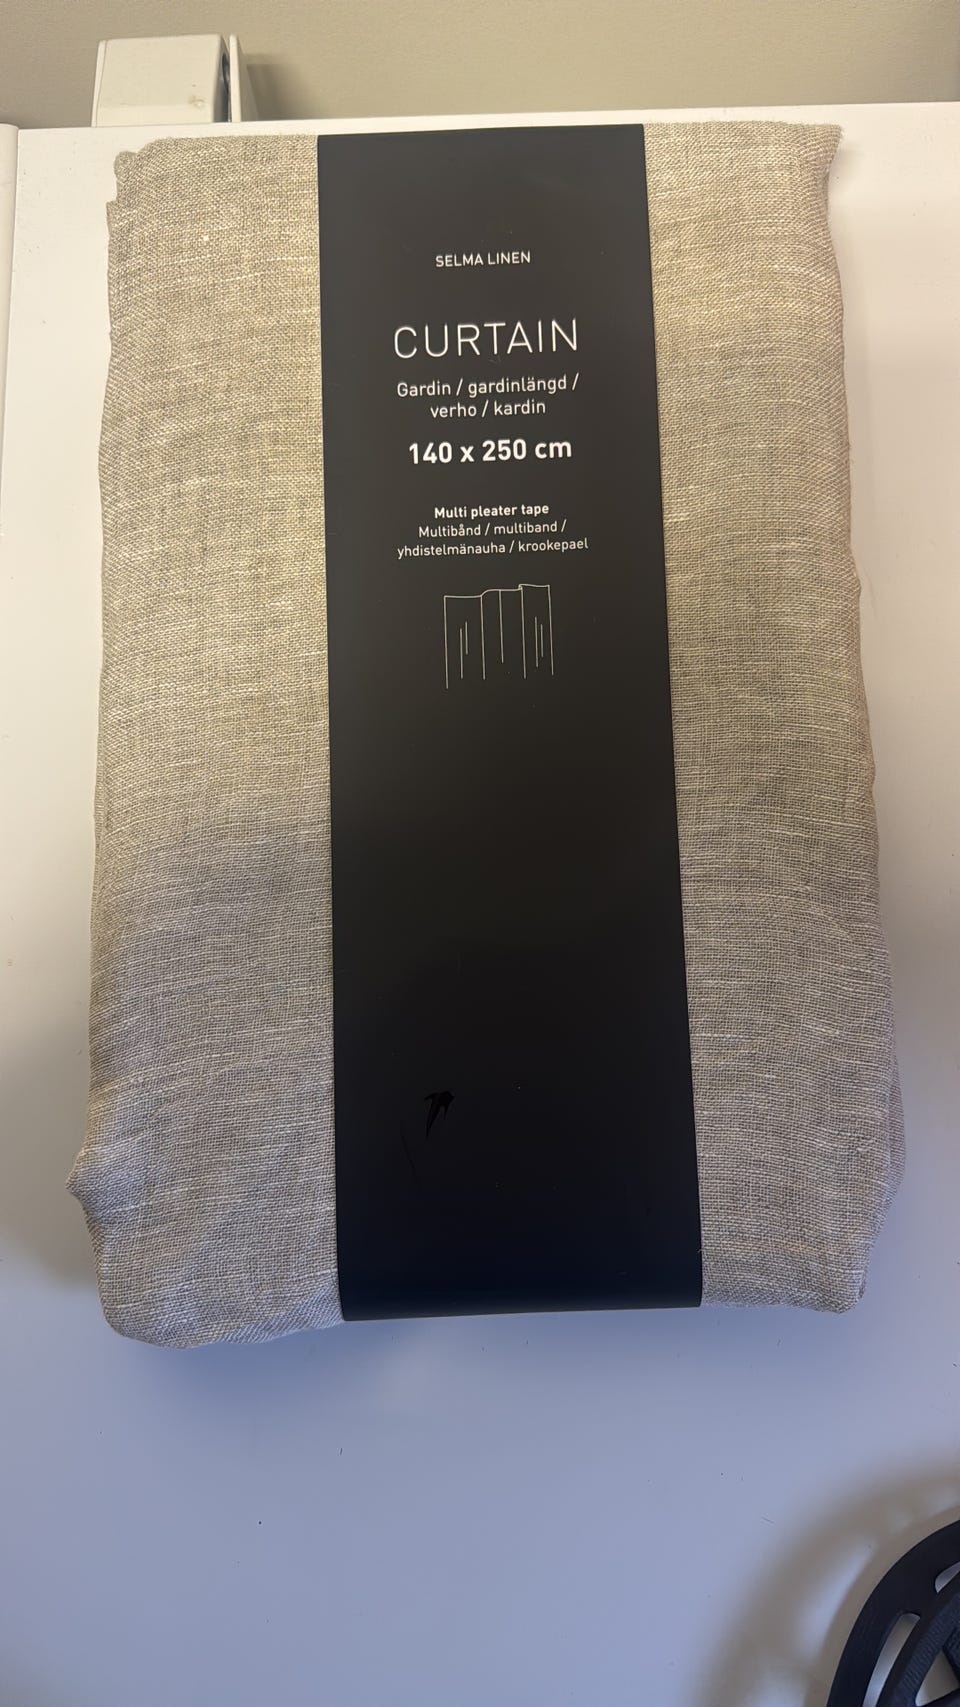 SELMA LINEN
CURTAIN
Gardin / gardinlängd /
verho / kardin
140 x 250 cm
Multi pleater tape
Multibånd / multiband /
yhdistelmänauha / krookepael